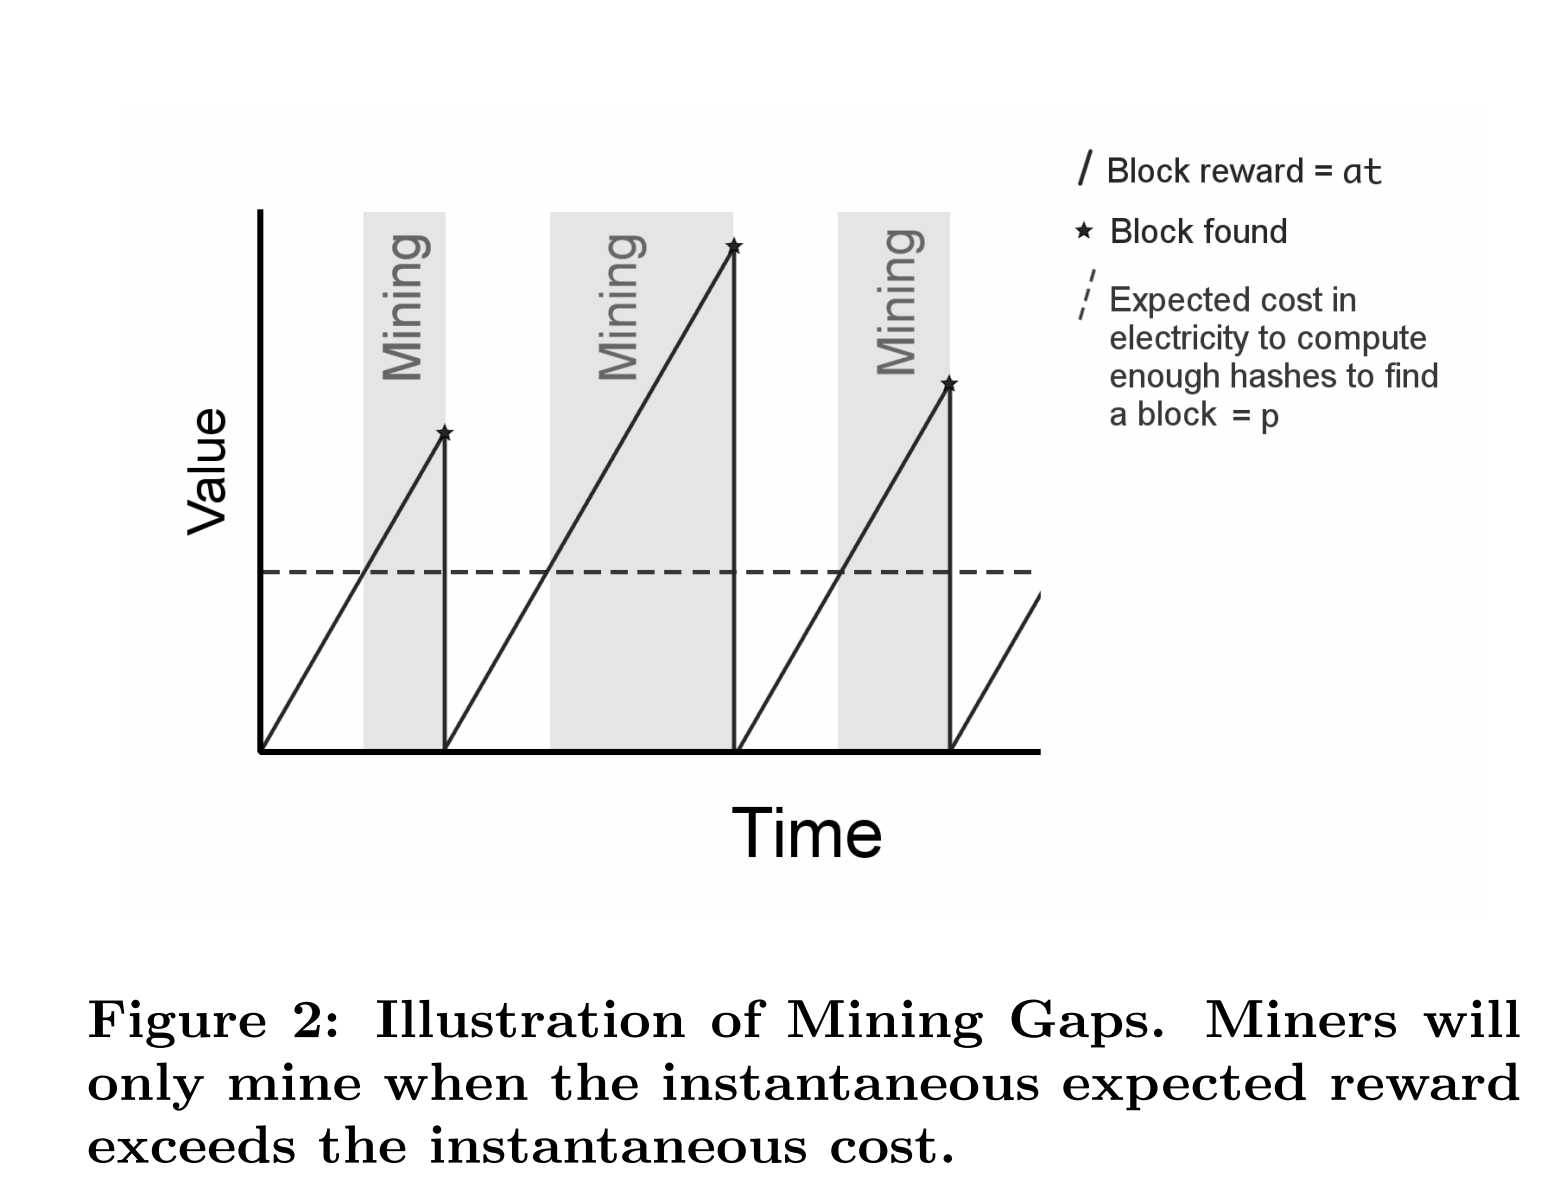 Mining
Mining
Mining
Value
Time
Block reward = at
Block found
Expected cost in
electricity to compute
enough hashes to find
a block = p
Figure 2: Illustration of Mining Gaps. Miners will
only mine when the instantaneous expected reward
exceeds the instantaneous cost.